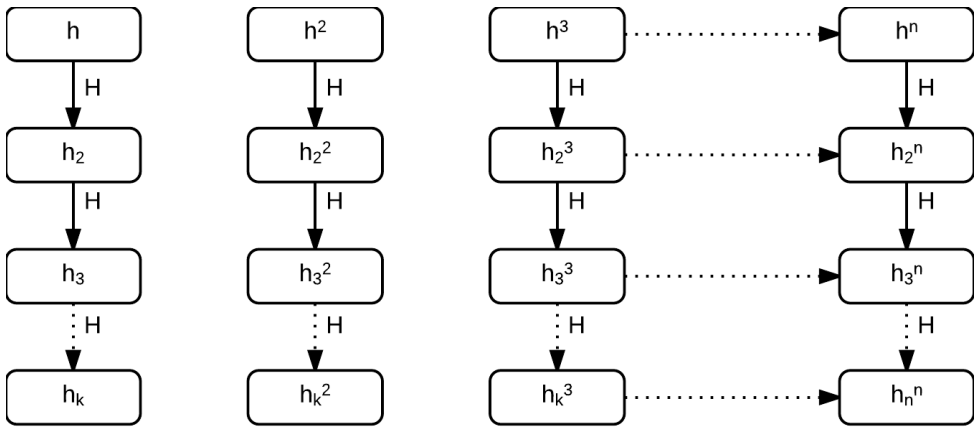 h h² h³ hⁿ
H H H H
h₂ h₂² h₂³ h₂ⁿ
H H H H
h₃ h₃² h₃³ h₃ⁿ
H H H H
hₖ hₖ² hₖ³ hₙⁿ